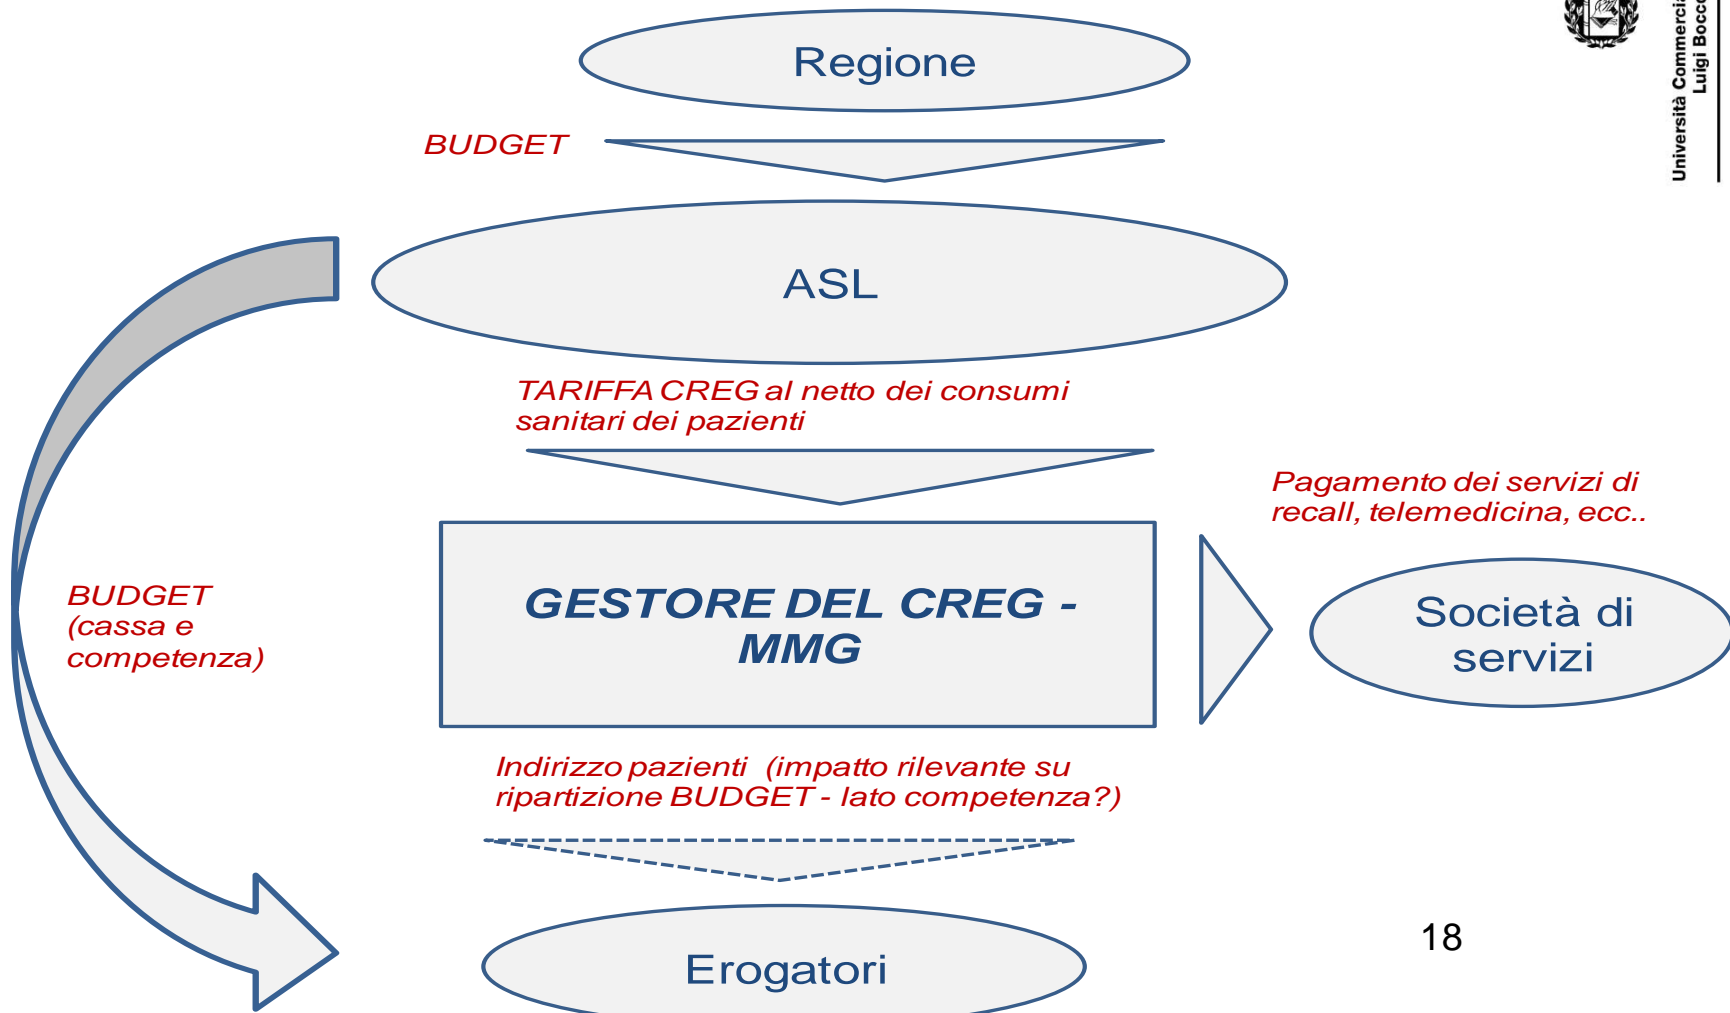 Regione
Università Commerciale
BUDGET
ASL
TARIFFA CREG al netto dei consumi
sanitari dei pazienti
Pagamento dei servizi di
recall, telemedicina, ecc..
BUDGET
(cassa e
competenza)
GESTORE DEL CREG -
MMG
Società di
servizi
Indirizzo pazienti (impatto rilevante su
ripartizione BUDGET - lato competenza?)
18
Erogatori